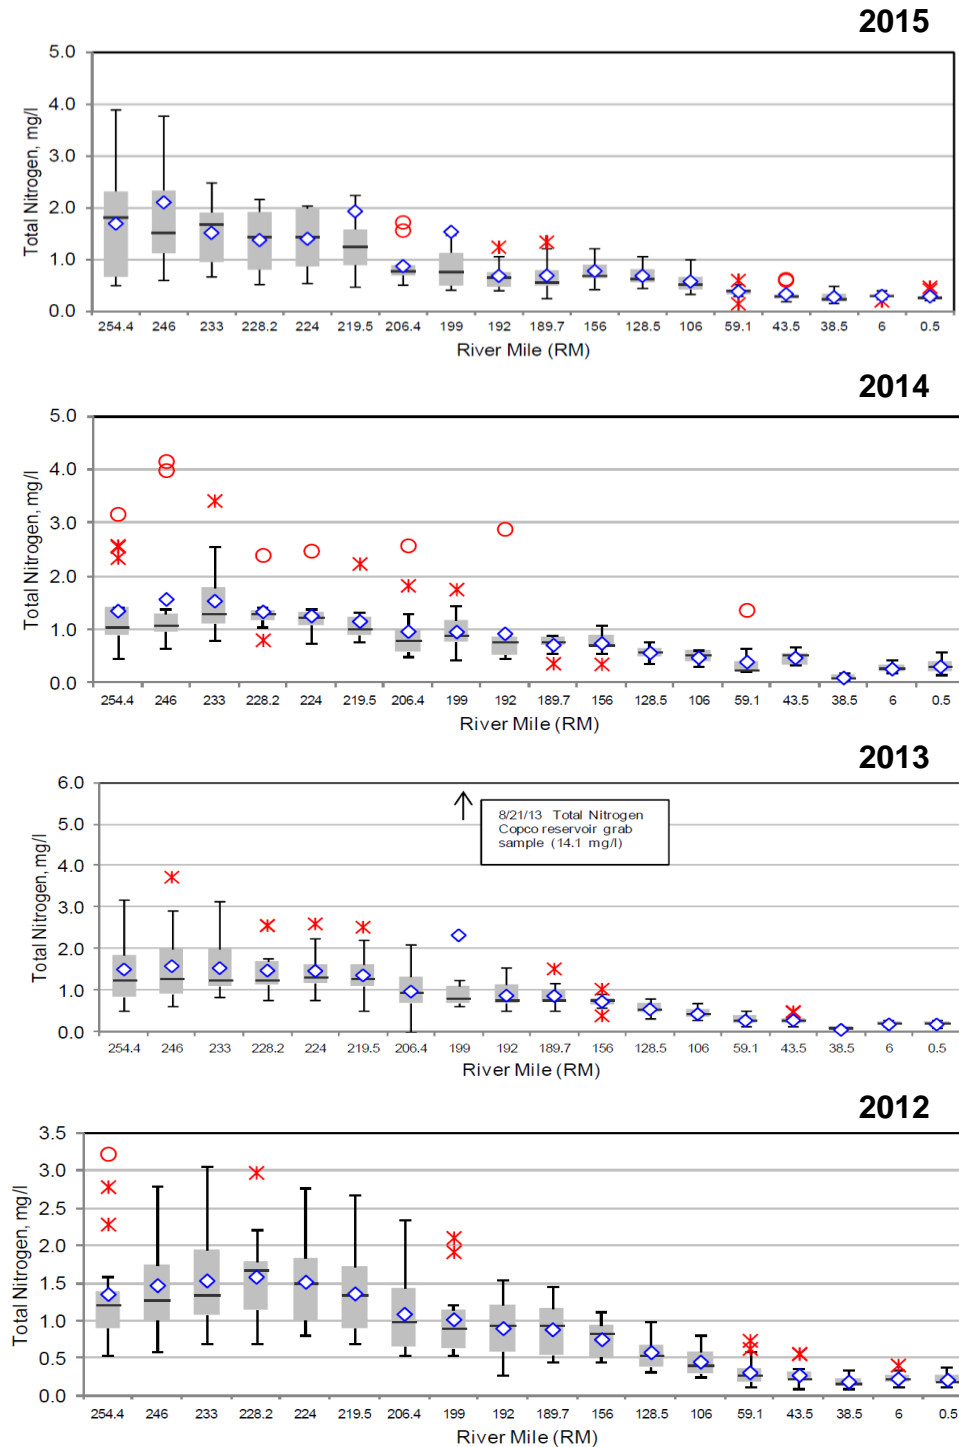 2015
Total Nitrogen, mg/l
5.0
4.0
3.0
2.0
1.0
0.0
254.4 246 233 228.2 224 219.5 206.4 199 192 189.7 156 128.5 106 59.1 43.5 38.5 6 0.5
River Mile (RM)
2014
Total Nitrogen, mg/l
5.0
4.0
3.0
2.0
1.0
0.0
254.4 246 233 228.2 224 219.5 206.4 199 192 189.7 156 128.5 106 59.1 43.5 38.5 6 0.5
River Mile (RM)
2013
Total Nitrogen, mg/l
6.0
5.0
4.0
3.0
2.0
1.0
0.0
8/21/13 Total Nitrogen
Copco reservoir grab
sample (14.1 mg/l)
254.4 246 233 228.2 224 219.5 206.4 199 192 189.7 156 128.5 106 59.1 43.5 38.5 6 0.5
River Mile (RM)
2012
Total Nitrogen, mg/l
3.5
3.0
2.5
2.0
1.5
1.0
0.5
0.0
254.4 246 233 228.2 224 219.5 206.4 199 192 189.7 156 128.5 106 59.1 43.5 38.5 6 0.5
River Mile (RM)